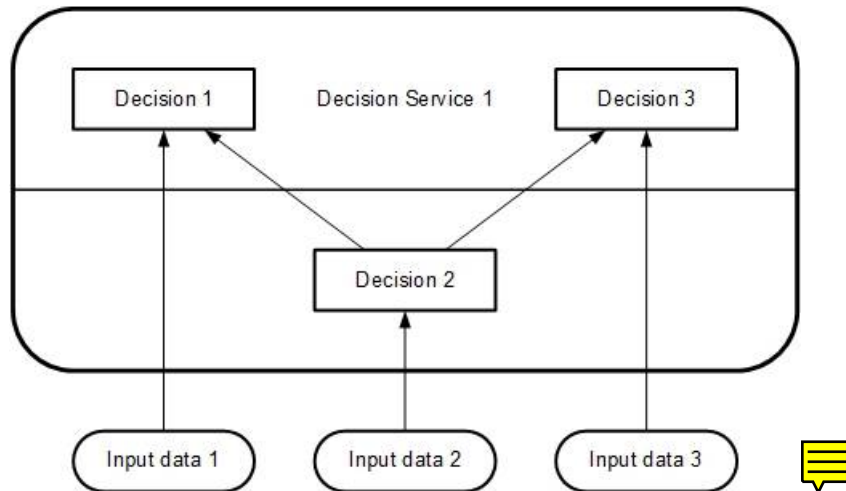 Decision 1
Decision Service 1
Decision 3
Decision 2
Input data 1
Input data 2
Input data 3